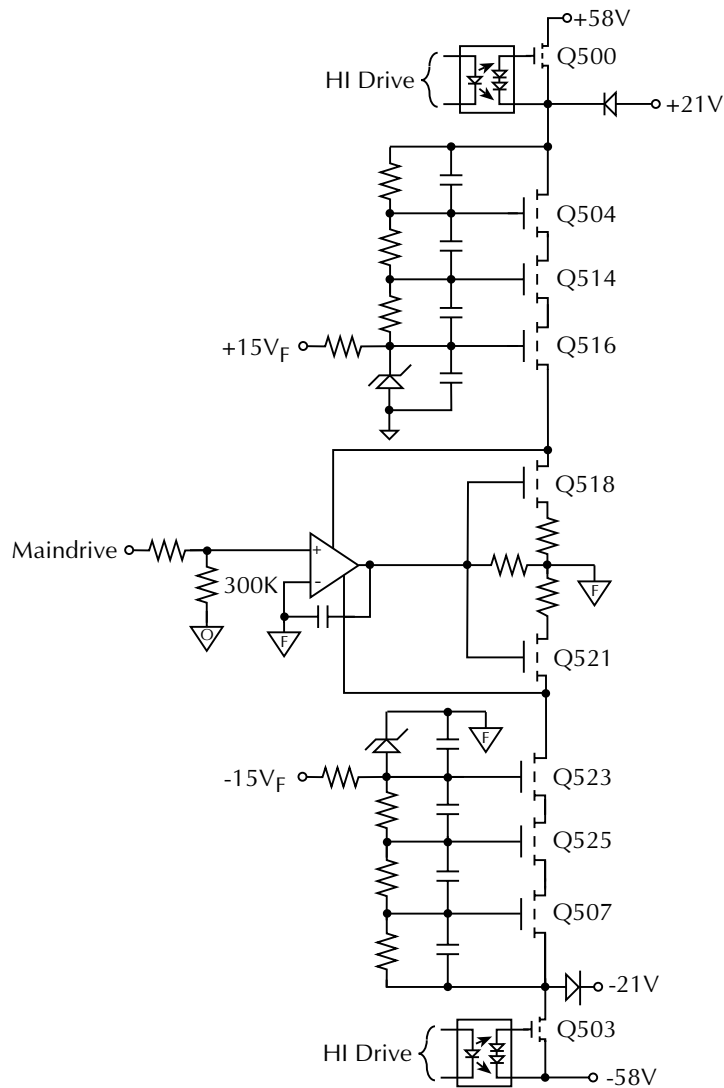 +58V
Q500
HI Drive
+21V
Q504
Q514
Q516
+15VF
Q518
Maindrive
+
-
300K
F
O
F
Q521
F
Q523
-15VF
Q525
Q507
-21V
Q503
HI Drive
-58V